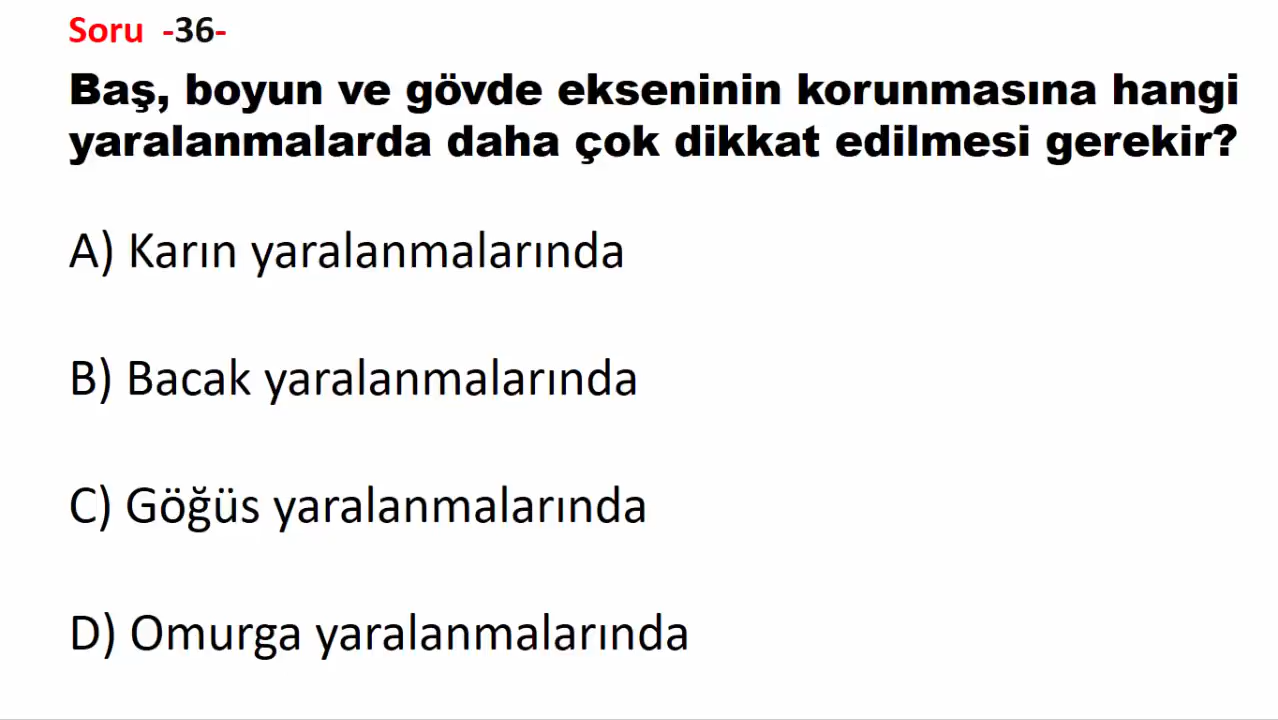 Soru -36-
Baş, boyun ve gövde ekseninin korunmasına hangi
yaralanmalarda daha çok dikkat edilmesi gerekir?
A) Karın yaralanmalarında
B) Bacak yaralanmalarında
C) Göğüs yaralanmalarında
D) Omurga yaralanmalarında